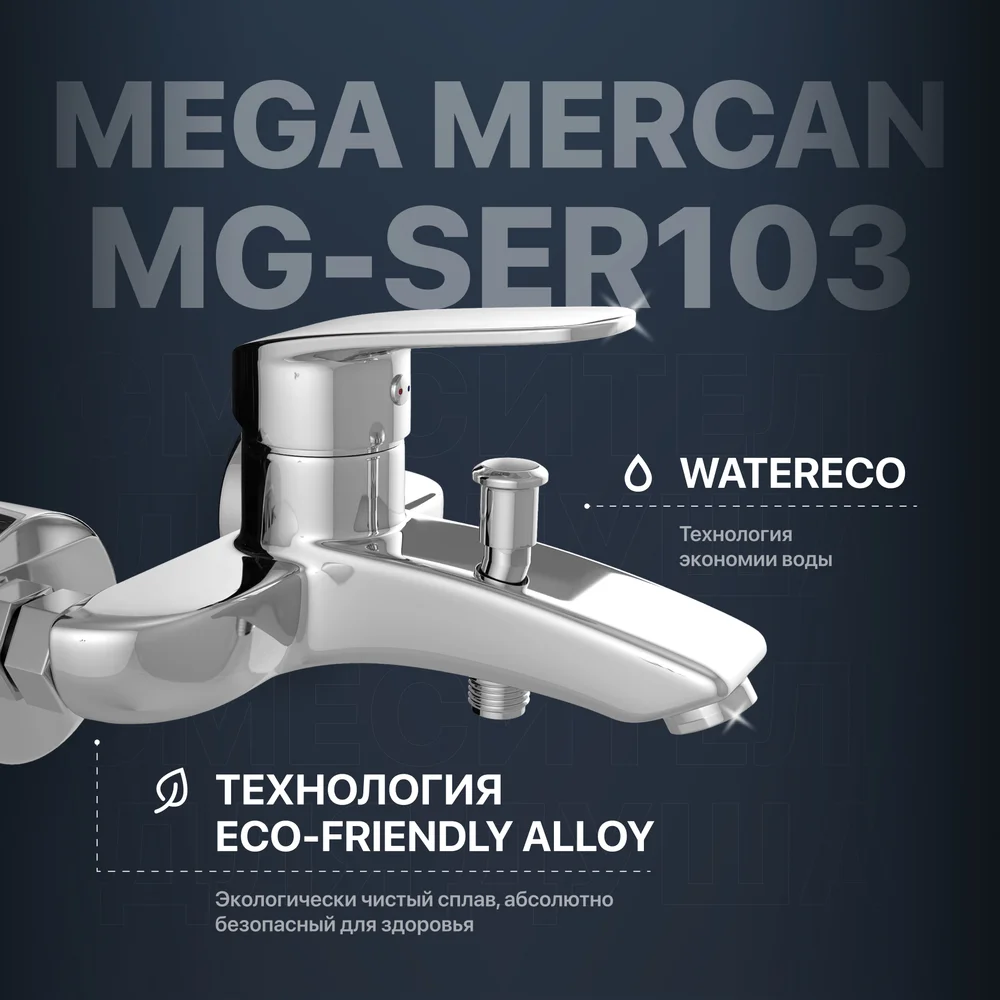 MEGA MERCAN
MG-SER103
WATERECO
Технология
экономии воды
ТЕХНОЛОГИЯ
ECO-FRIENDLY ALLOY
Экологически чистый сплав, абсолютно
безопасный для здоровья